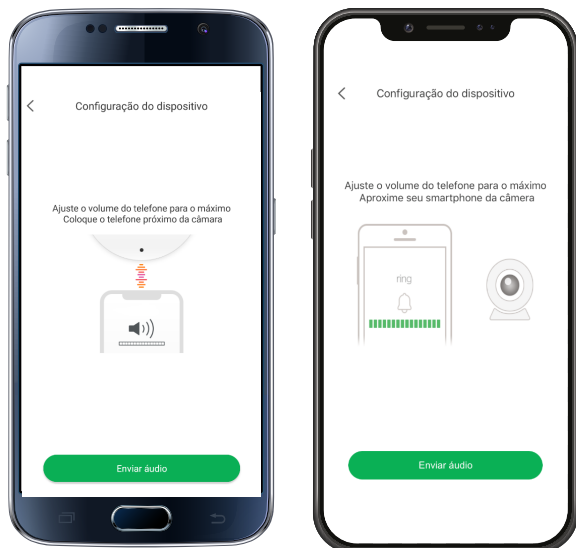 Configuração do dispositivo
Ajuste o volume do telefone para o máximo
Coloque o telefone próximo da câmara
Enviar áudio
Configuração do dispositivo
Ajuste o volume do telefone para o máximo
Aproxime seu smartphone da câmera
ring
Enviar áudio